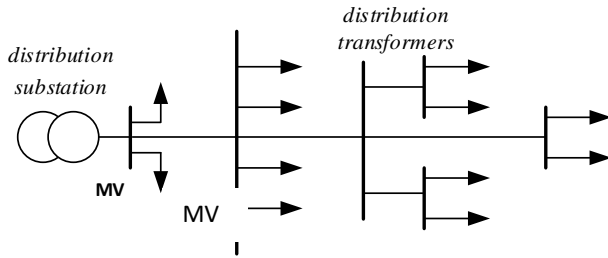 distribution
substation
distribution
transformers
MV
MV